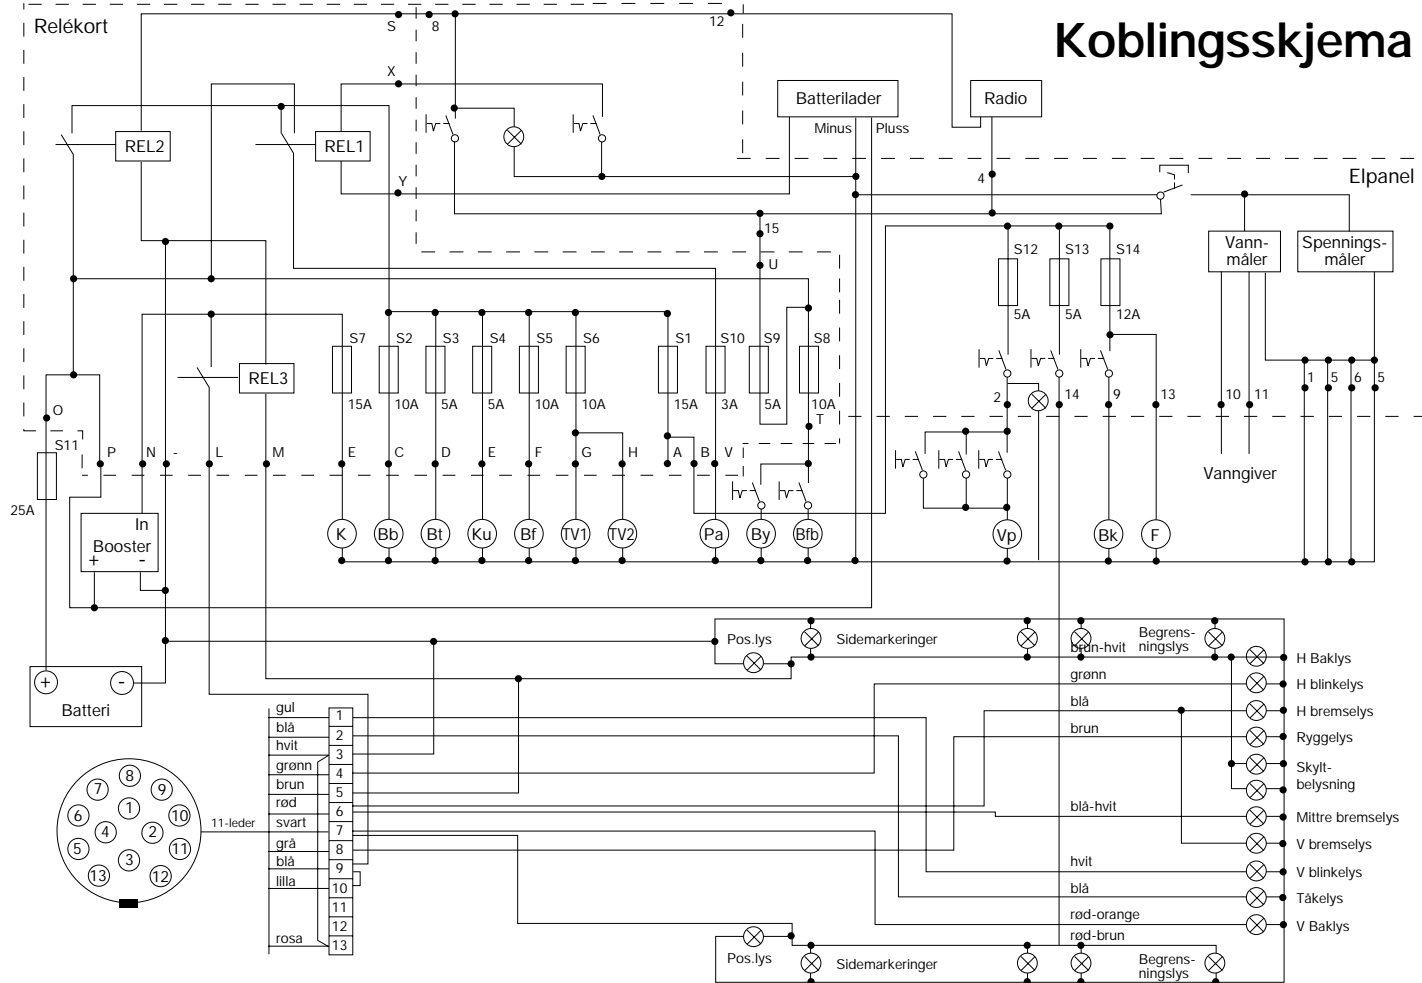 Koblingsskjema
Relékort
S
8
12
X
Batterilader
Minus
Pluss
Radio
REL2
REL1
Y
4
Elpanel
15
U
S12
S13
S14
5A
5A
12A
Vann-
måler
Spennings-
måler
S7
S2
S3
S4
S5
S6
S1
S10
S9
S8
REL3
15A
10A
5A
5A
10A
10A
15A
3A
5A
10A
O
T
2
14
9
13
10
11
1
5
6
5
S11
25A
P
N
-
L
M
E
C
D
E
F
G
H
A
B
V
Vanngiver
In
Booster
+
-
K
Bb
Bt
Ku
Bf
TV1
TV2
Pa
By
Bfb
Vp
Bk
F
+
-
Batteri
Pos.lys
Sidemarkeringer
Begrens-
ningslys
brun-hvit
grønn
blå
brun
blå-hvit
hvit
blå
rød-orange
rød-brun
H Baklys
H blinkelys
H bremselys
Ryggelys
Skylt-
belysning
Mittre bremselys
V bremselys
V blinkelys
Tåkelys
V Baklys
gul
1
blå
2
hvit
3
grønn
4
brun
5
rød
6
svart
7
grå
8
blå
9
lilla
10
11
12
rosa
13
11-leder
8
7
9
1
6
10
4
2
5
11
3
13
12
Pos.lys
Sidemarkeringer
Begrens-
ningslys